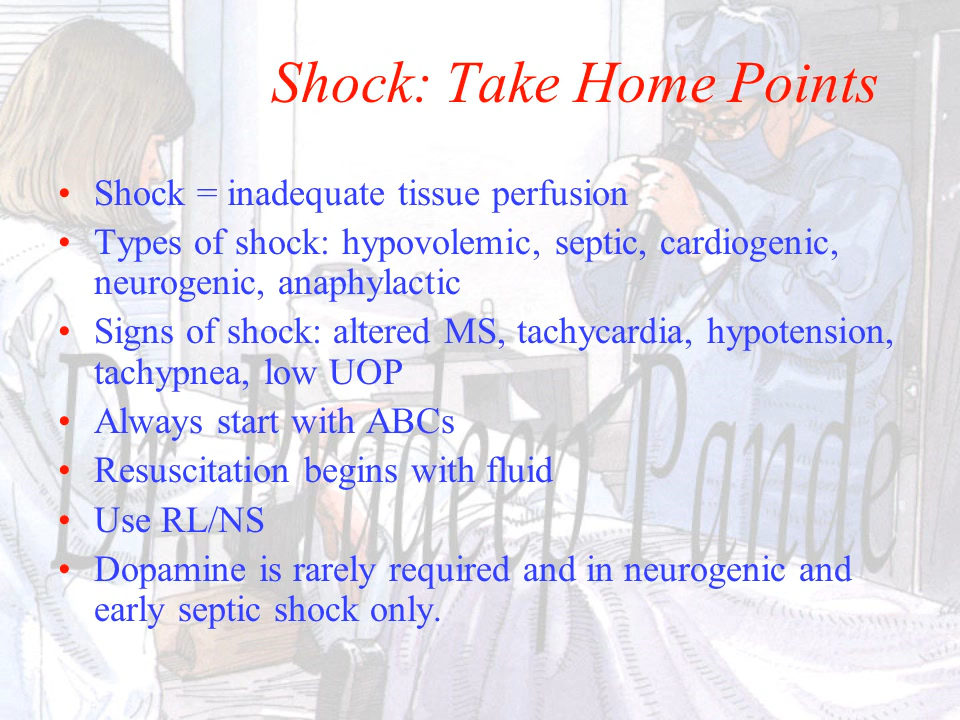 Shock: Take Home Points
• Shock = inadequate tissue perfusion
• Types of shock: hypovolemic, septic, cardiogenic,
neurogenic, anaphylactic
• Signs of shock: altered MS, tachycardia, hypotension,
tachypnea, low UOP
• Always start with ABCs
• Resuscitation begins with fluid
• Use RL/NS
• Dopamine is rarely required and in neurogenic and
early septic shock only.
Dr. Pradeep Pande